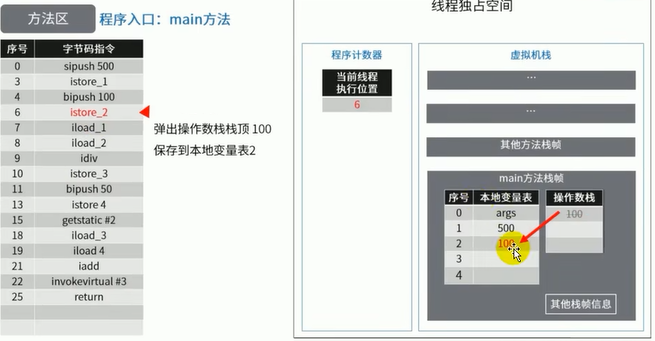 方法区 程序入口：main方法
序号 字节码指令
0 sipush 500
3 istore_1
4 bipush 100
6 istore_2
7 iload_1
8 iload_2
9 idiv
10 istore_3
11 bipush 50
13 istore 4
15 getstatic #2
18 iload_3
19 iload 4
21 iadd
22 invokevirtual #3
25 return
弹出操作数栈栈顶 100
保存到本地变量表2
线程独占空间
程序计数器
当前线程
执行位置
6
虚拟机栈
...
...
其他方法栈帧
main方法栈帧
序号 本地变量表 操作数栈
0 args 100
1 500
2 100
3
4
其他栈帧信息